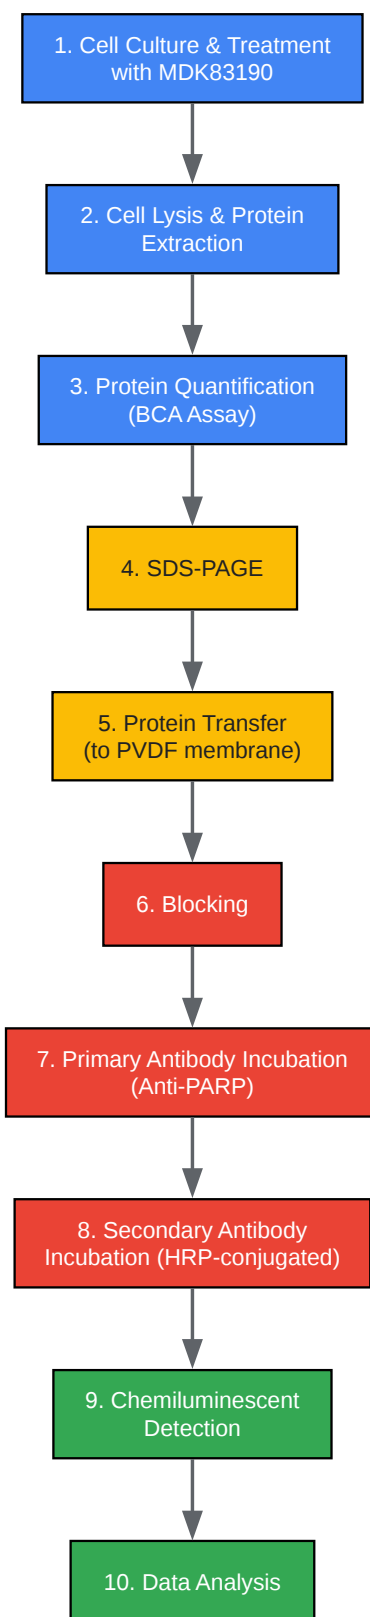 1. Cell Culture & Treatment
with MDK83190
2. Cell Lysis & Protein
Extraction
3. Protein Quantification
(BCA Assay)
4. SDS-PAGE
5. Protein Transfer
(to PVDF membrane)
6. Blocking
7. Primary Antibody Incubation
(Anti-PARP)
8. Secondary Antibody
Incubation (HRP-conjugated)
9. Chemiluminescent
Detection
10. Data Analysis